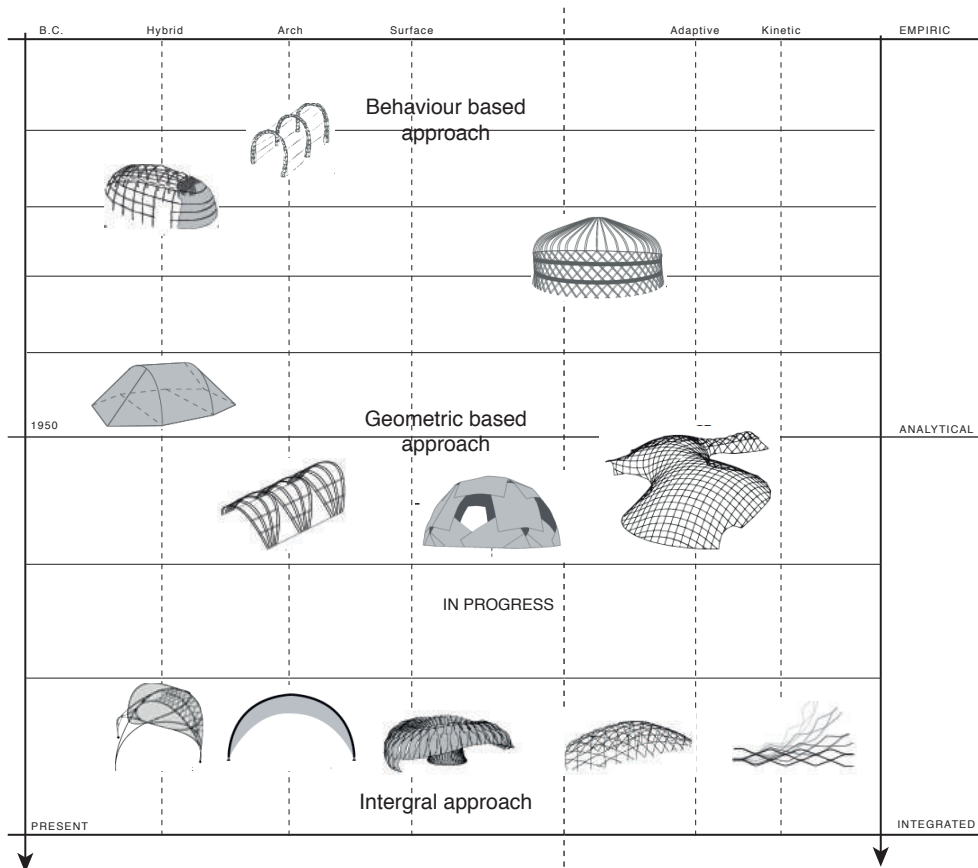 B.C. Hybrid Arch Surface Adaptive Kinetic EMPIRIC
Behaviour based
approach
1950
Geometric based
approach
ANALYTICAL
IN PROGRESS
Intergral approach
PRESENT
INTEGRATED